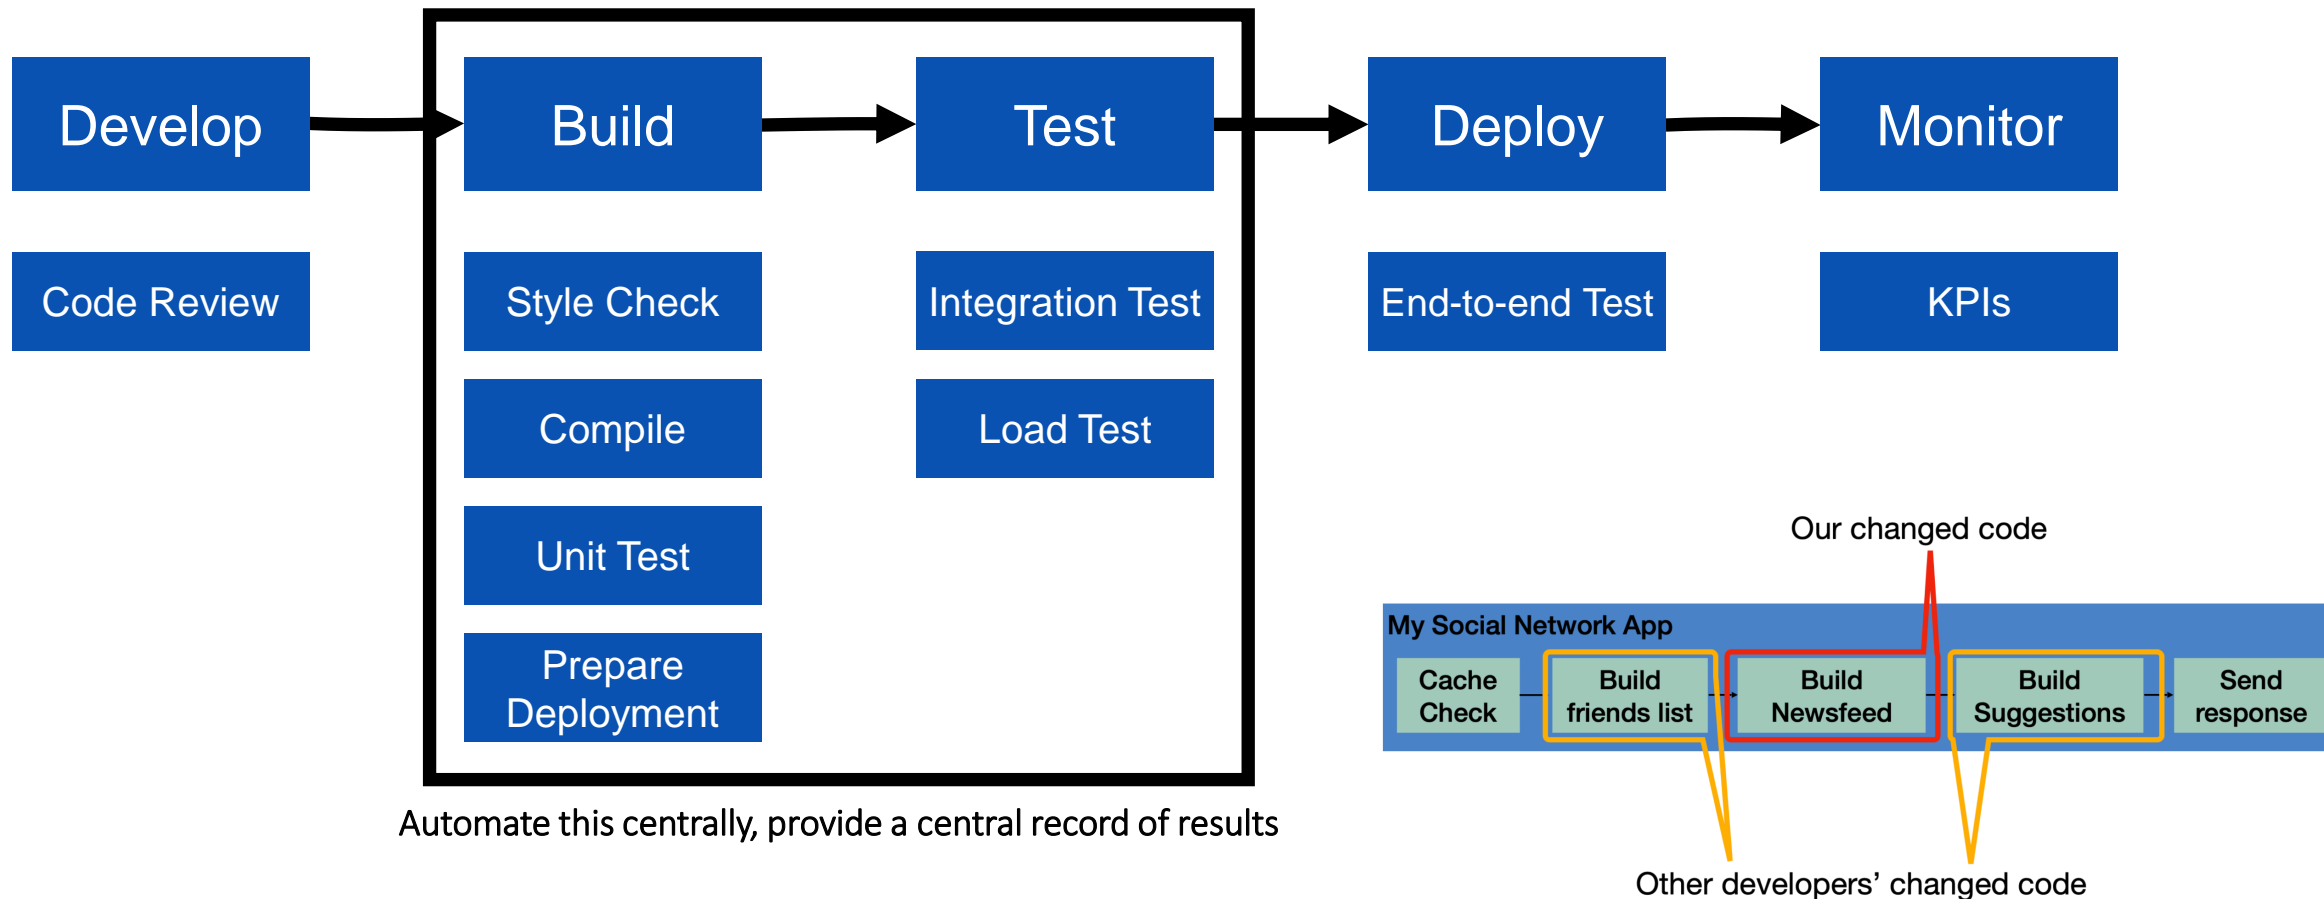 Develop
Build
Test
Deploy
Monitor
Code Review
Style Check
Integration Test
End-to-end Test
KPIs
Compile
Load Test
Unit Test
Prepare
Deployment
Automate this centrally, provide a central record of results
Our changed code
My Social Network App
Cache
Check
Build
friends list
Build
Newsfeed
Build
Suggestions
Send
response
Other developers’ changed code